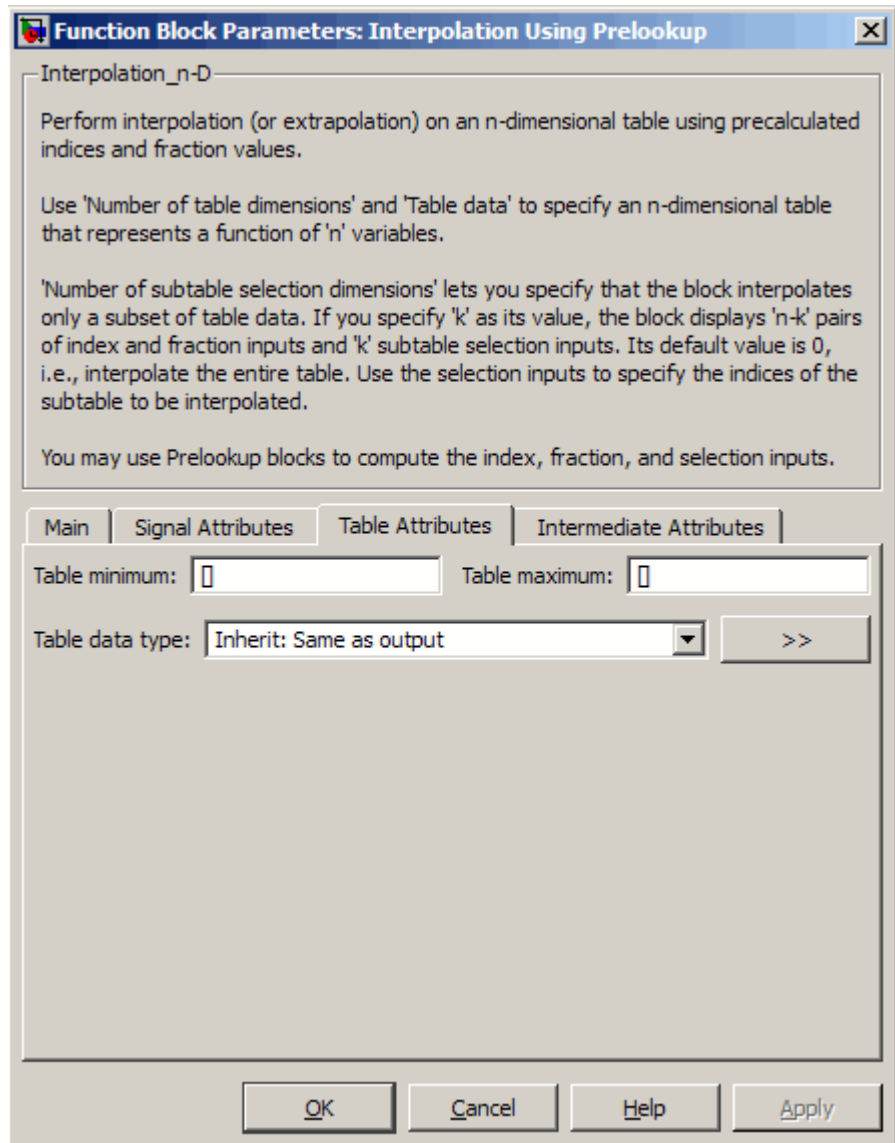 Function Block Parameters: Interpolation Using Prelookup
Interpolation_n-D
Perform interpolation (or extrapolation) on an n-dimensional table using precalculated
indices and fraction values.
Use 'Number of table dimensions' and 'Table data' to specify an n-dimensional table
that represents a function of 'n' variables.
'Number of subtable selection dimensions' lets you specify that the block interpolates
only a subset of table data. If you specify 'k' as its value, the block displays 'n-k' pairs
of index and fraction inputs and 'k' subtable selection inputs. Its default value is 0,
i.e., interpolate the entire table. Use the selection inputs to specify the indices of the
subtable to be interpolated.
You may use Prelookup blocks to compute the index, fraction, and selection inputs.
Main Signal Attributes Table Attributes Intermediate Attributes
Table minimum: [] Table maximum: []
Table data type: Inherit: Same as output >>
OK Cancel Help Apply